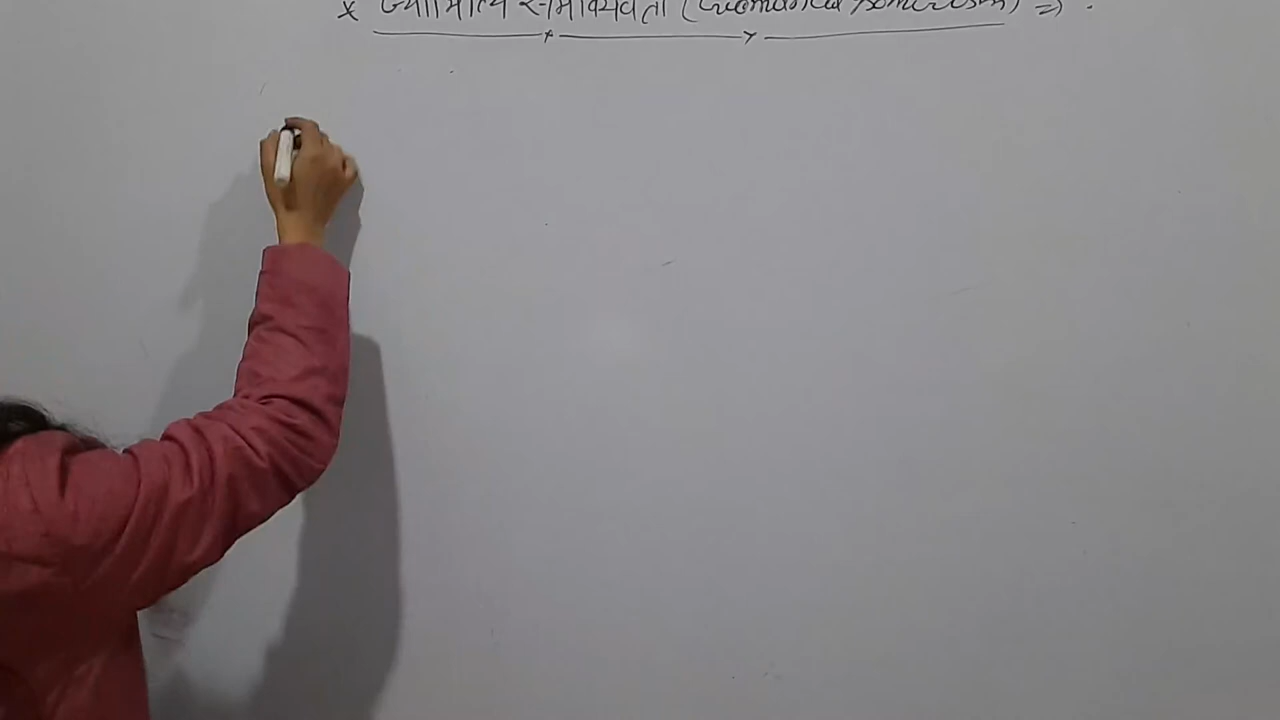 × ज्यामितीय समावयवता (Geometrical Isomerism) ⇒